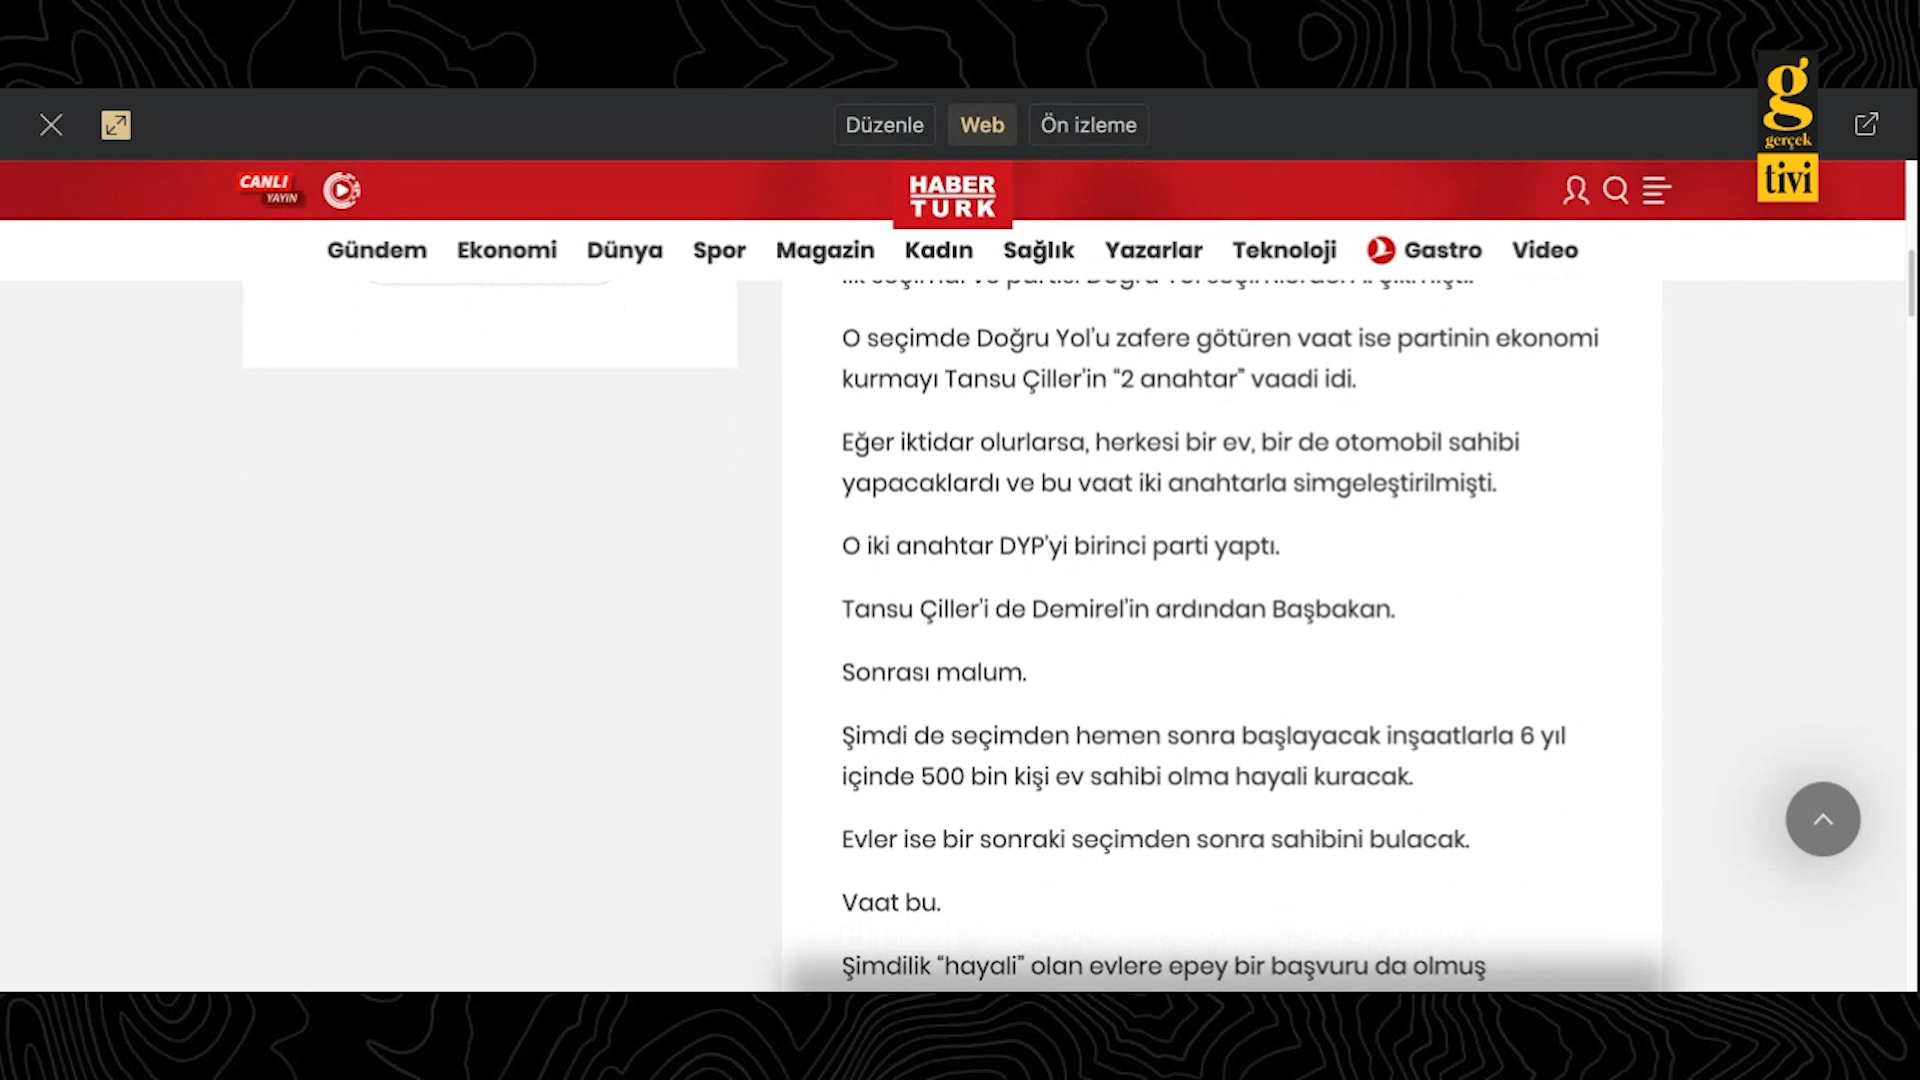 Düzenle
Web
Ön izleme
g
gerçek
tivi
CANLI
YAYIN
HABER
TURK
Gündem
Ekonomi
Dünya
Spor
Magazin
Kadın
Sağlık
Yazarlar
Teknoloji
Gastro
Video
O seçimde Doğru Yol'u zafere götüren vaat ise partinin ekonomi
kurmayı Tansu Çiller'in “2 anahtar” vaadi idi.
Eğer iktidar olurlarsa, herkesi bir ev, bir de otomobil sahibi
yapacaklardı ve bu vaat iki anahtarla simgeleştirilmişti.
O iki anahtar DYP'yi birinci parti yaptı.
Tansu Çiller'i de Demirel'in ardından Başbakan.
Sonrası malum.
Şimdi de seçimden hemen sonra başlayacak inşaatlarla 6 yıl
içinde 500 bin kişi ev sahibi olma hayali kuracak.
Evler ise bir sonraki seçimden sonra sahibini bulacak.
Vaat bu.
Şimdilik “hayali” olan evlere epey bir başvuru da olmuş